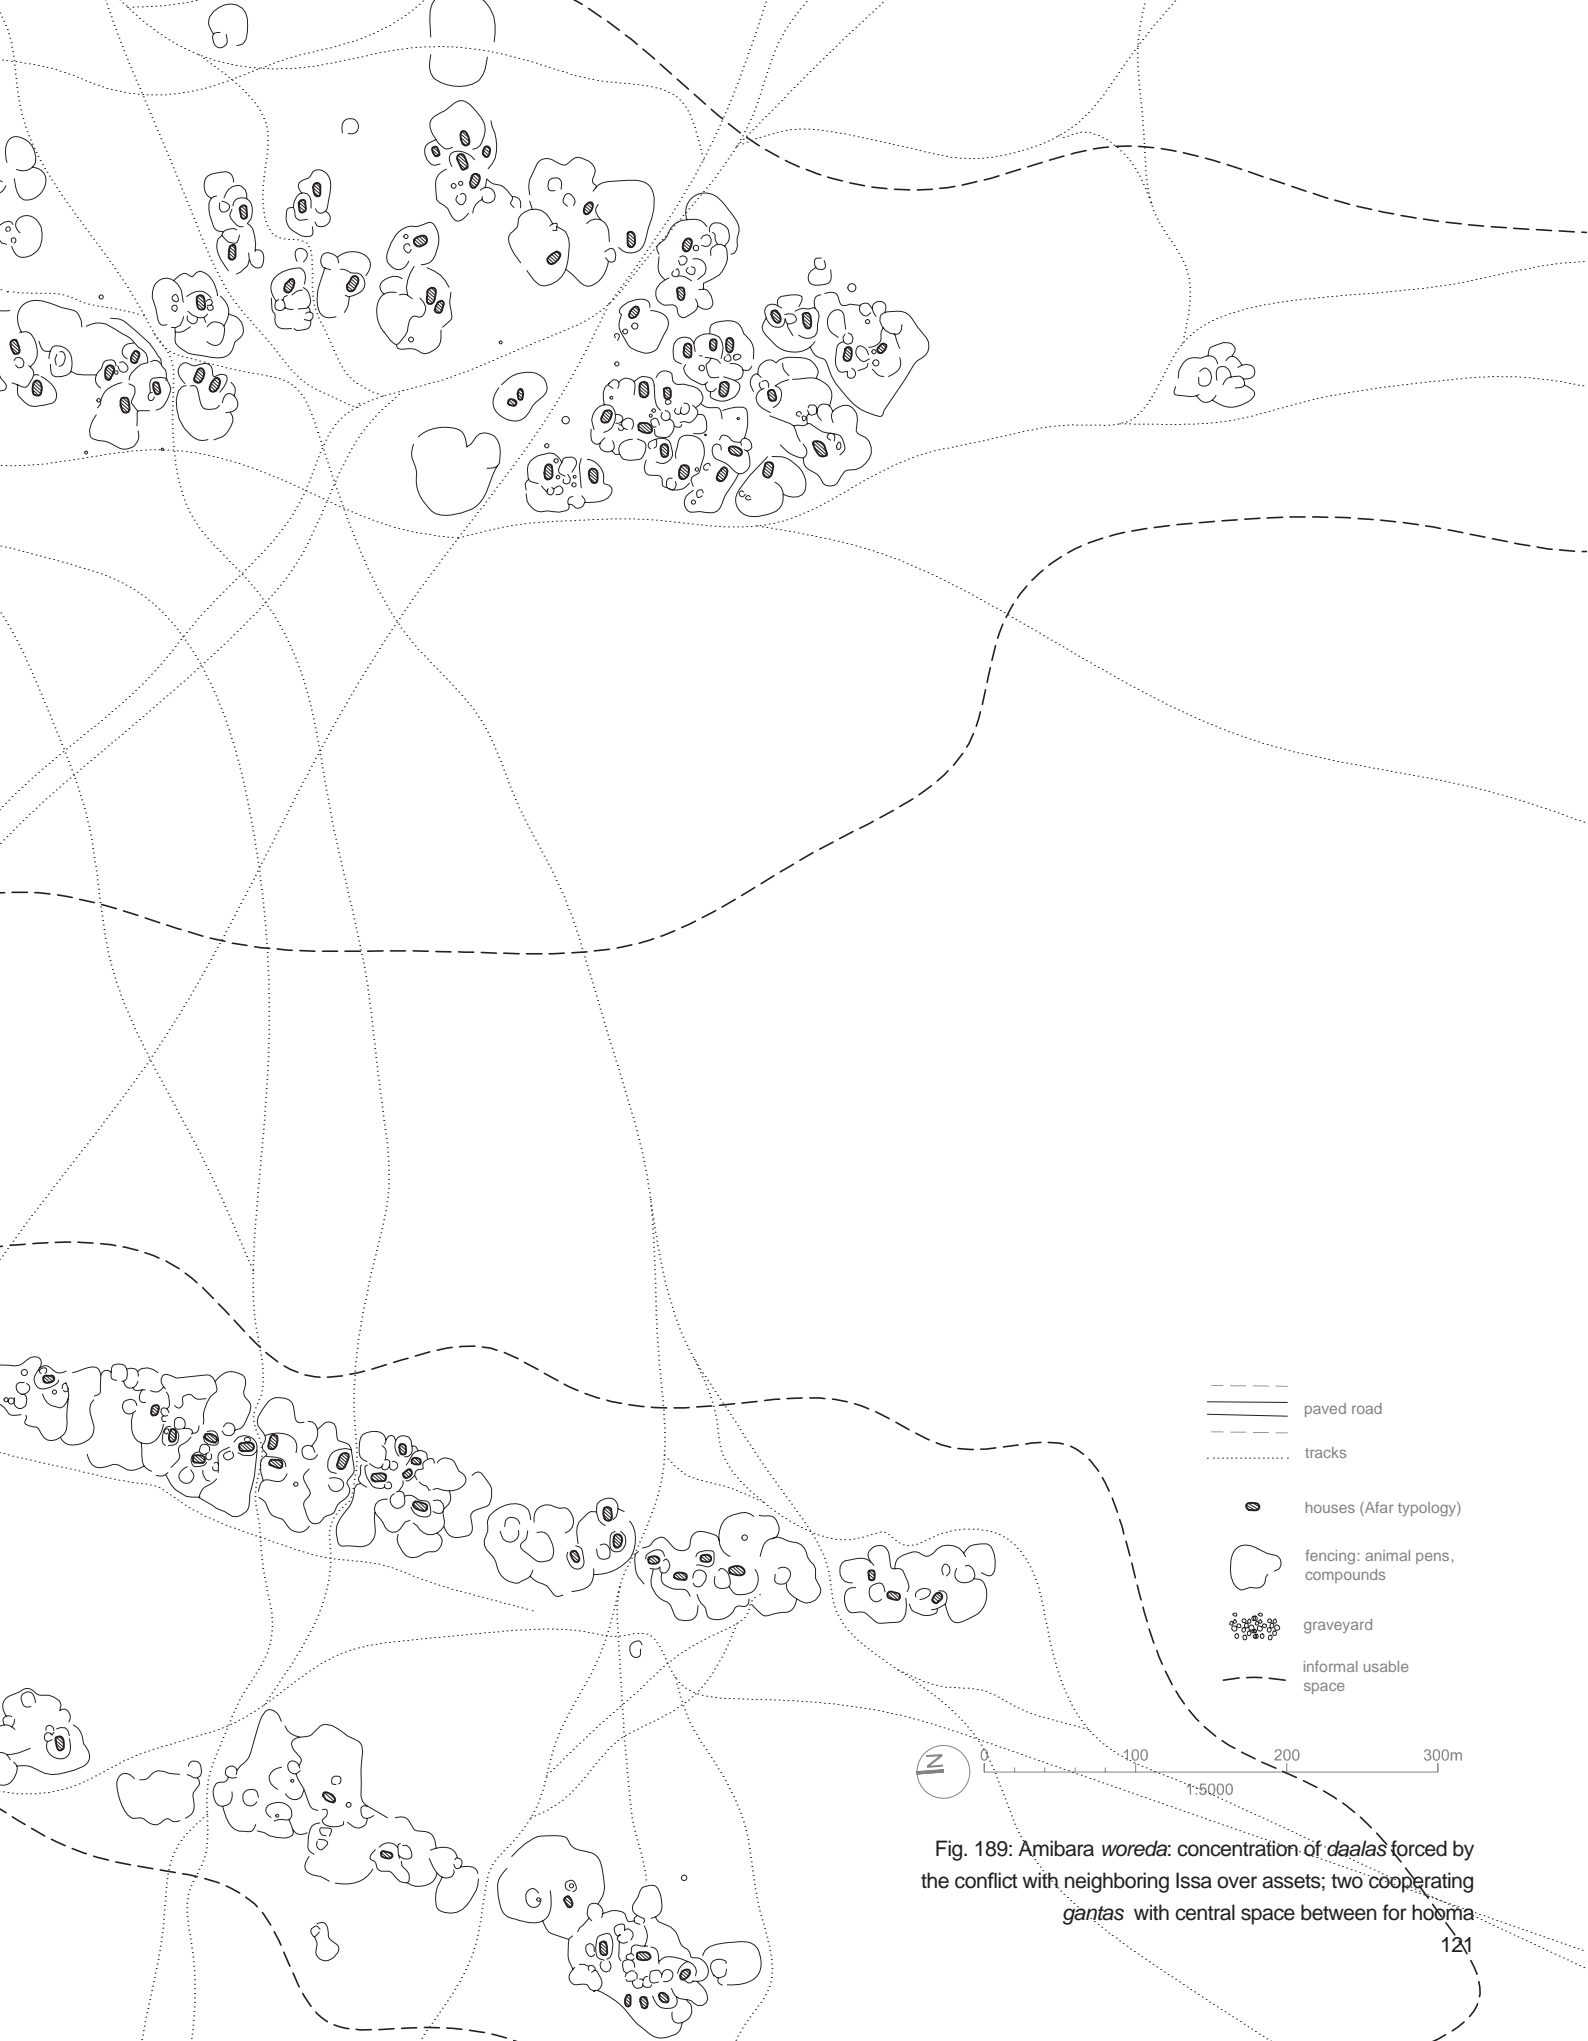 paved road
tracks
houses (Afar typology)
fencing: animal pens,
compounds
graveyard
informal usable
space
N
0 100 200 300m
1:5000
Fig. 189: Amibara woreda: concentration of daalas forced by
the conflict with neighboring Issa over assets; two cooperating
gantas with central space between for hooma
121